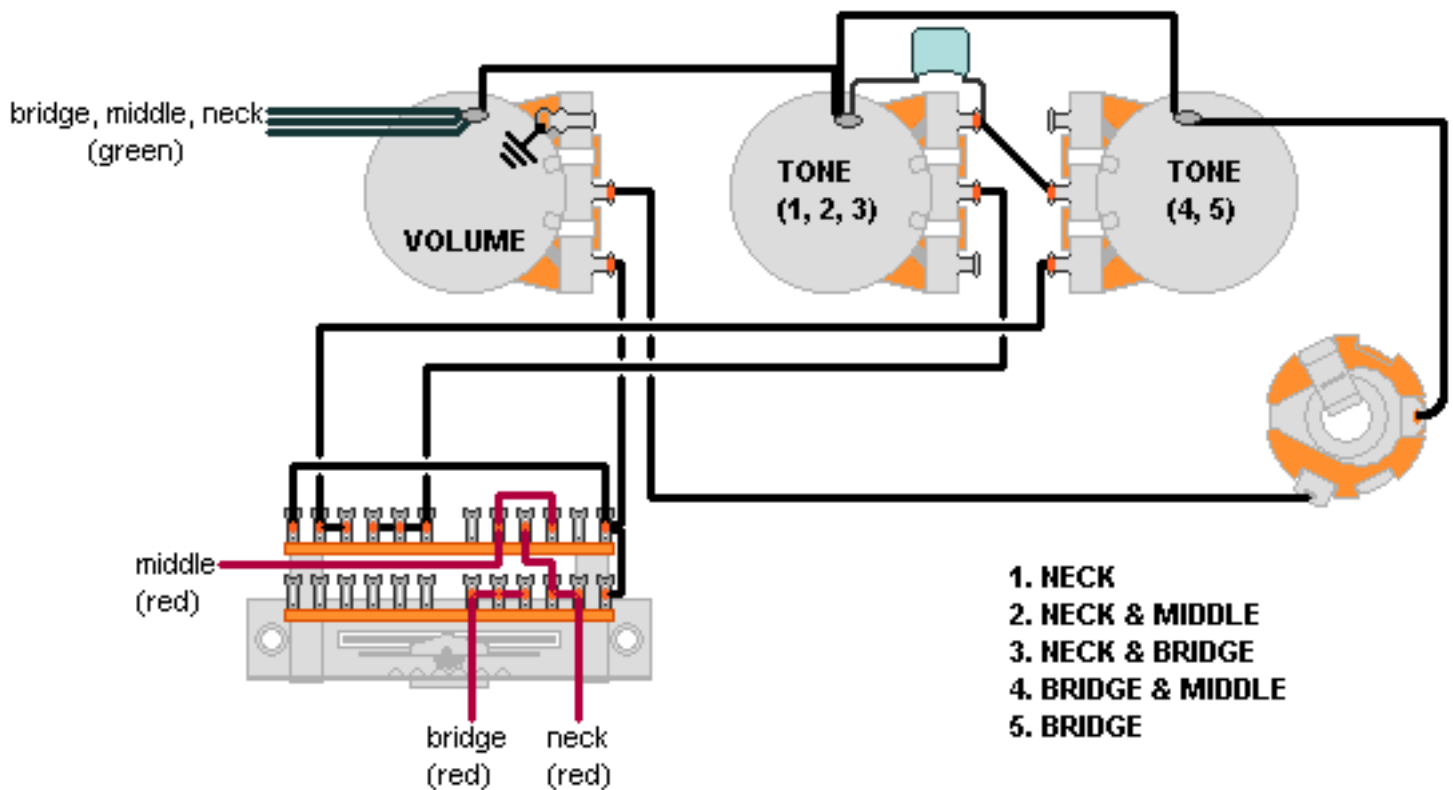 bridge, middle, neck
(green)
VOLUME
TONE
(1, 2, 3)
TONE
(4, 5)
middle
(red)
bridge
(red)
neck
(red)
1. NECK
2. NECK & MIDDLE
3. NECK & BRIDGE
4. BRIDGE & MIDDLE
5. BRIDGE